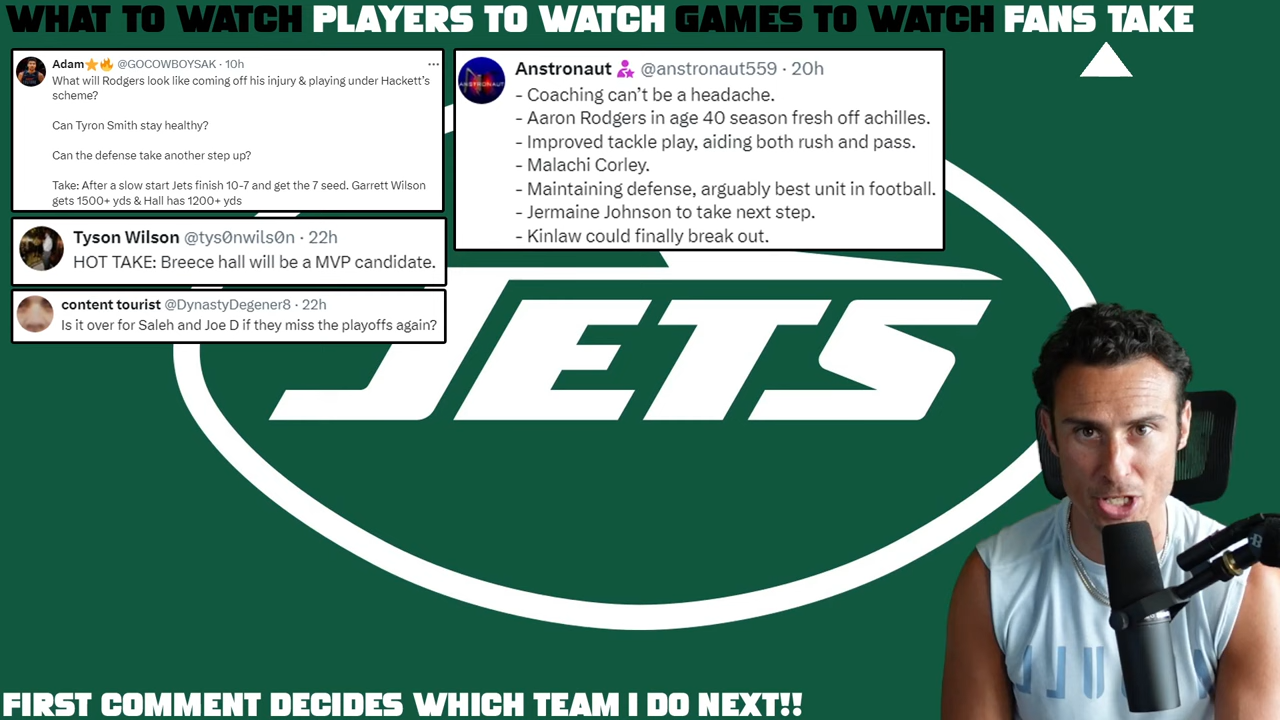 WHAT TO WATCH PLAYERS TO WATCH GAMES TO WATCH FANS TAKE
Adam⭐🔥 @GOCOWBOYSAK · 10h
What will Rodgers look like coming off his injury & playing under Hackett's
scheme?
Can Tyron Smith stay healthy?
Can the defense take another step up?
Take: After a slow start Jets finish 10-7 and get the 7 seed. Garrett Wilson
gets 1500+ yds & Hall has 1200+ yds
Tyson Wilson @tys0nwils0n · 22h
HOT TAKE: Breece hall will be a MVP candidate.
content tourist @DynastyDegener8 · 22h
Is it over for Saleh and Joe D if they miss the playoffs again?
Anstronaut @anstronaut559 · 20h
- Coaching can't be a headache.
- Aaron Rodgers in age 40 season fresh off achilles.
- Improved tackle play, aiding both rush and pass.
- Malachi Corley.
- Maintaining defense, arguably best unit in football.
- Jermaine Johnson to take next step.
- Kinlaw could finally break out.
JETS
FIRST COMMENT DECIDES WHICH TEAM I DO NEXT!!